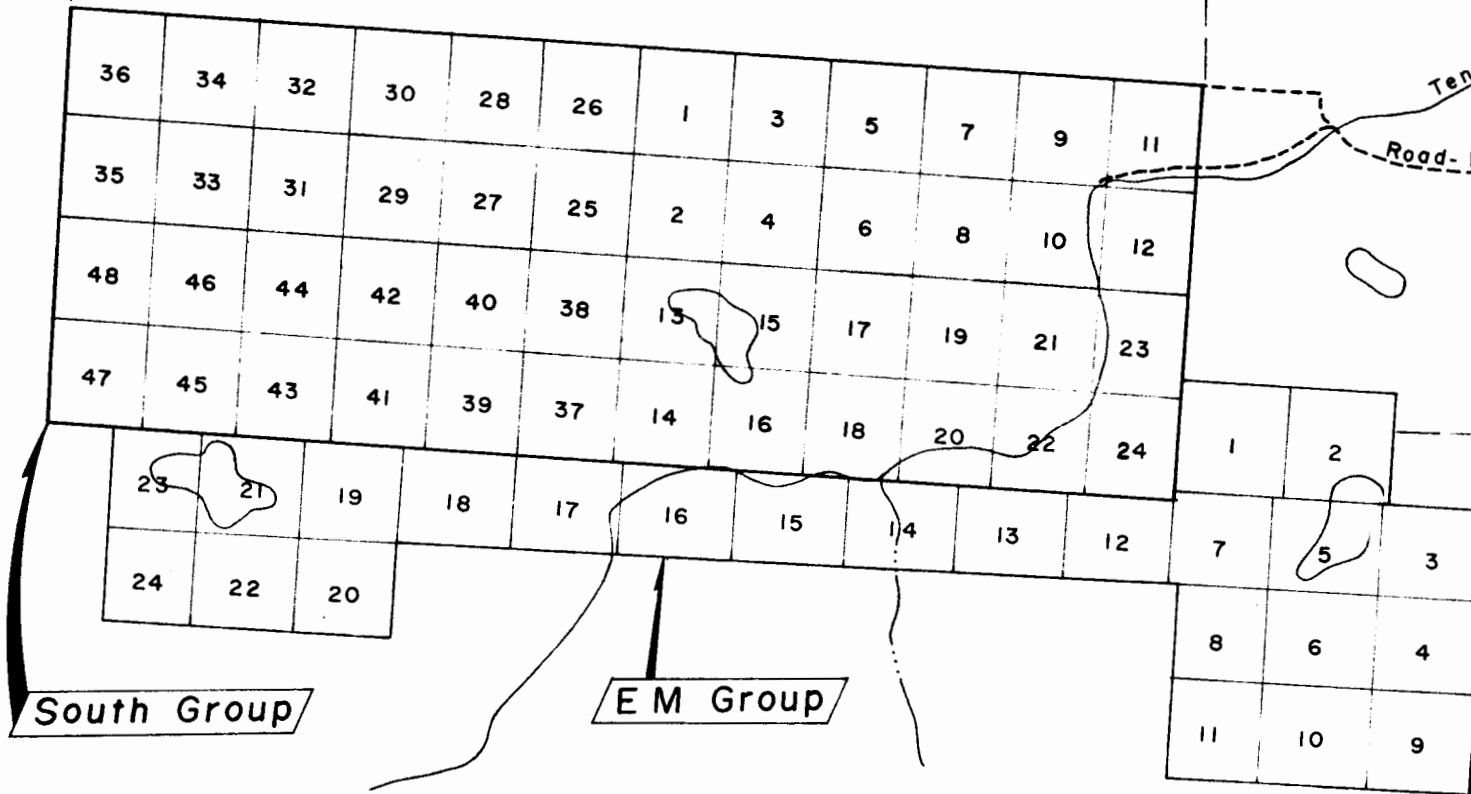 Ten
36 34 32 30 28 26 1 3 5 7 9 11
Road-
35 33 31 29 27 25 2 4 6 8 10 12
48 46 44 42 40 38 13 15 17 19 21 23
47 45 43 41 39 37 14 16 18 20 22 24 1 2
23 21 19 18 17 16 15 14 13 12 7 5 3
24 22 20 8 6 4
South Group
E M Group
11 10 9